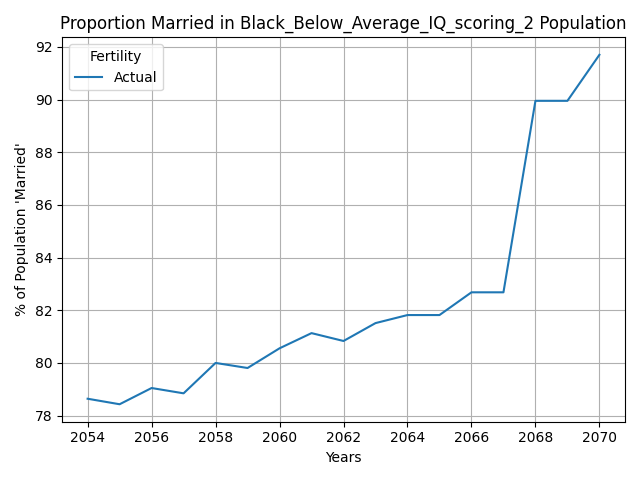 Proportion Married in Black_Below_Average_IQ_scoring_2 Population
Fertility
Actual
92
90
88
86
84
82
80
78
% of Population 'Married'
2054 2056 2058 2060 2062 2064 2066 2068 2070
Years